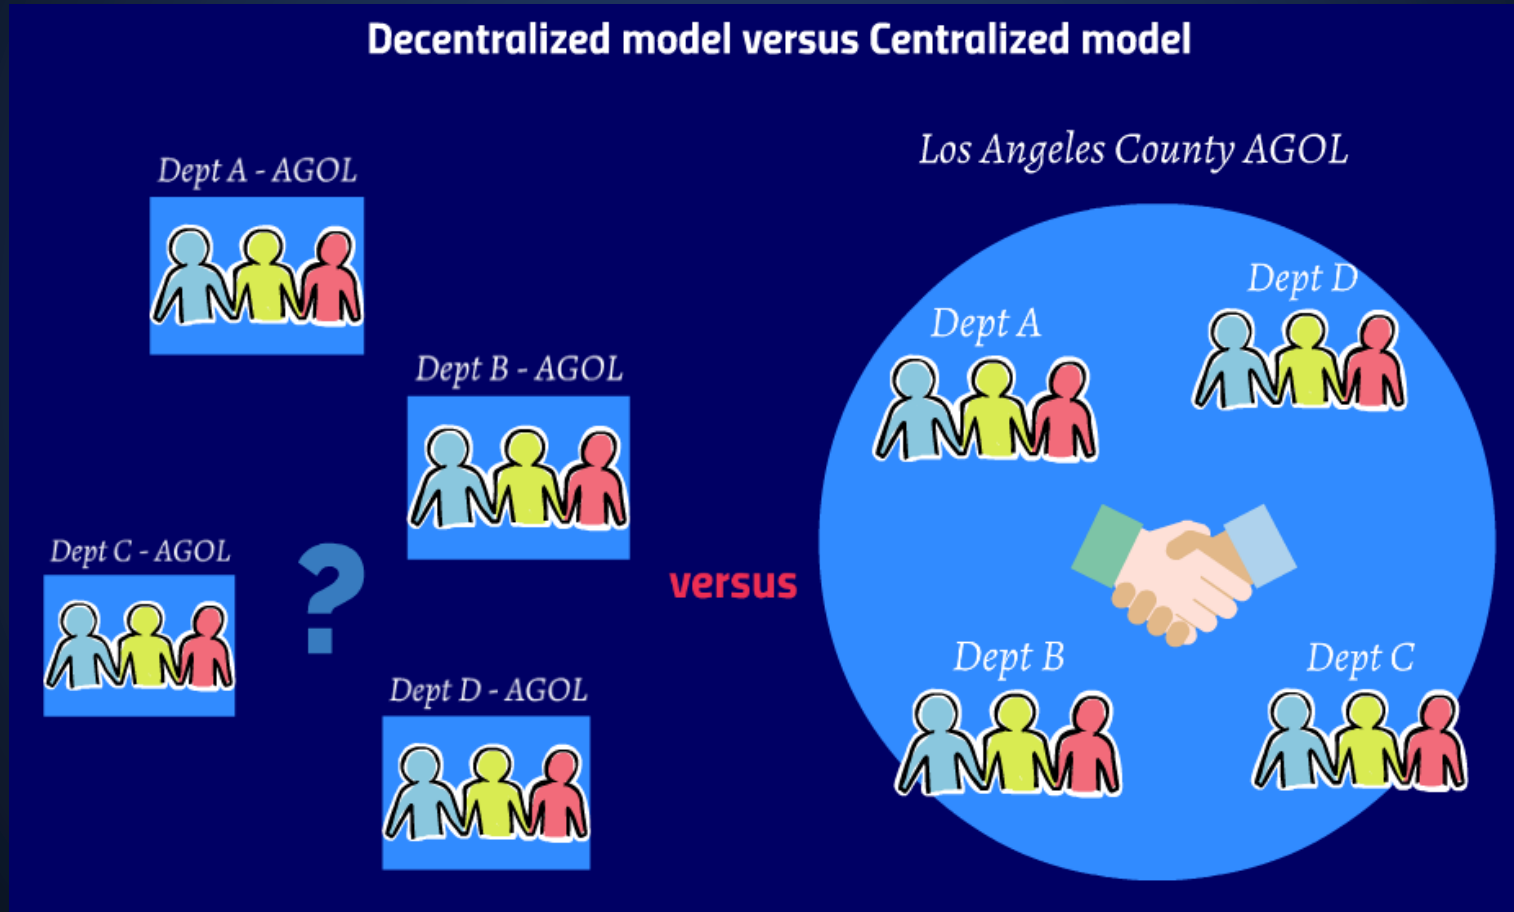 Decentralized model versus Centralized model
Dept A - AGOL
Dept B - AGOL
Dept C - AGOL
?
Dept D - AGOL
versus
Los Angeles County AGOL
Dept A
Dept D
Dept B
Dept C